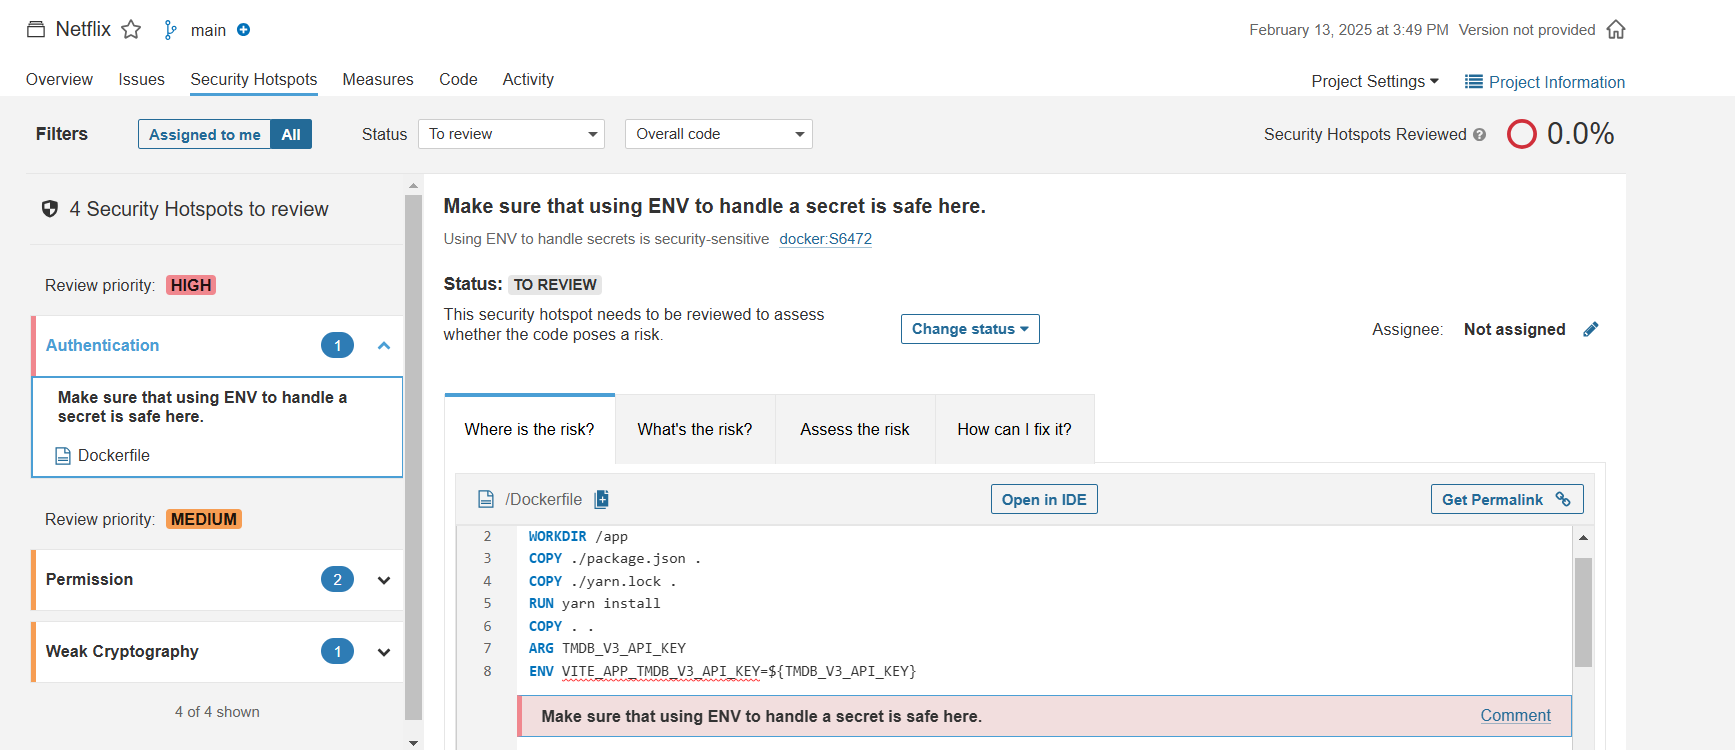 Netflix main
February 13, 2025 at 3:49 PM Version not provided
Overview Issues Security Hotspots Measures Code Activity
Project Settings Project Information
Filters Assigned to me All Status To review Overall code Security Hotspots Reviewed ? 0.0%
4 Security Hotspots to review
Review priority: HIGH
Authentication 1
Make sure that using ENV to handle a
secret is safe here.
Dockerfile
Review priority: MEDIUM
Permission 2
Weak Cryptography 1
4 of 4 shown
Make sure that using ENV to handle a secret is safe here.
Using ENV to handle secrets is security-sensitive docker:S6472
Status: TO REVIEW
This security hotspot needs to be reviewed to assess
whether the code poses a risk.
Change status
Assignee: Not assigned
Where is the risk? What's the risk? Assess the risk How can I fix it?
/Dockerfile Open in IDE Get Permalink
2 WORKDIR /app
3 COPY ./package.json .
4 COPY ./yarn.lock .
5 RUN yarn install
6 COPY . .
7 ARG TMDB_V3_API_KEY
8 ENV VITE_APP_TMDB_V3_API_KEY=${TMDB_V3_API_KEY}
Make sure that using ENV to handle a secret is safe here. Comment